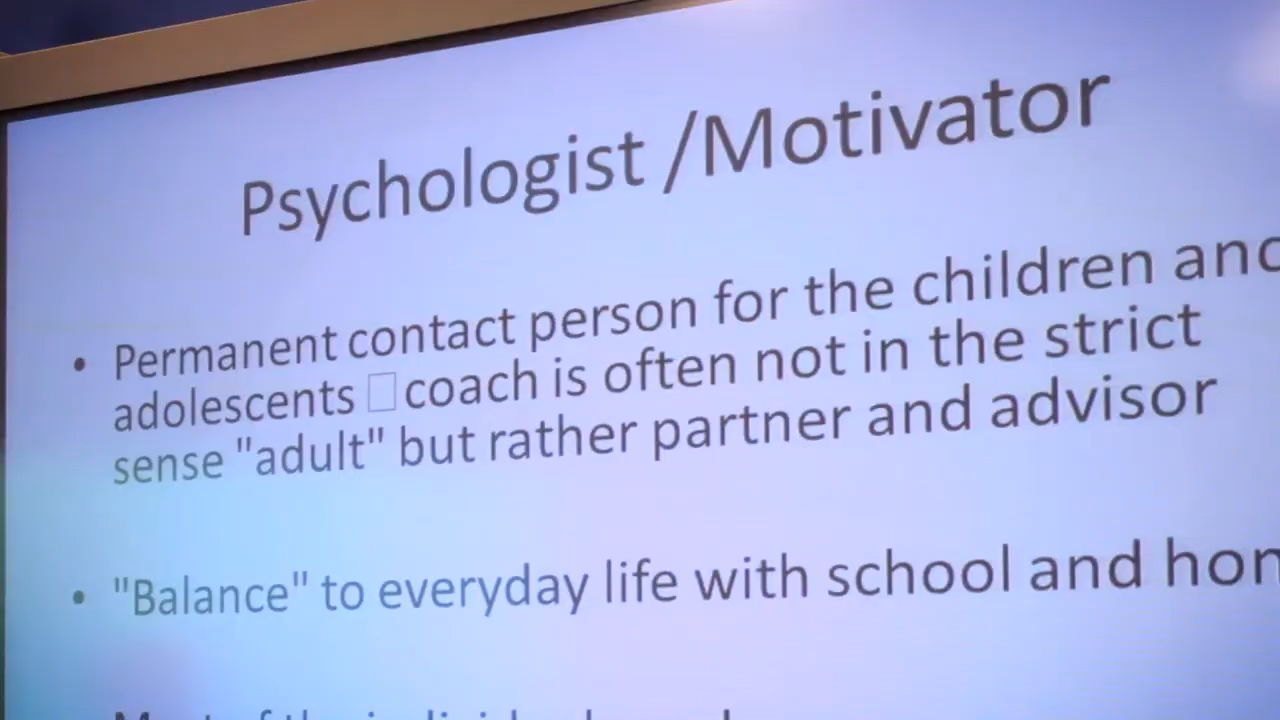 Psychologist /Motivator
• Permanent contact person for the children and
adolescents □ coach is often not in the strict
sense "adult" but rather partner and advisor
• "Balance" to everyday life with school and